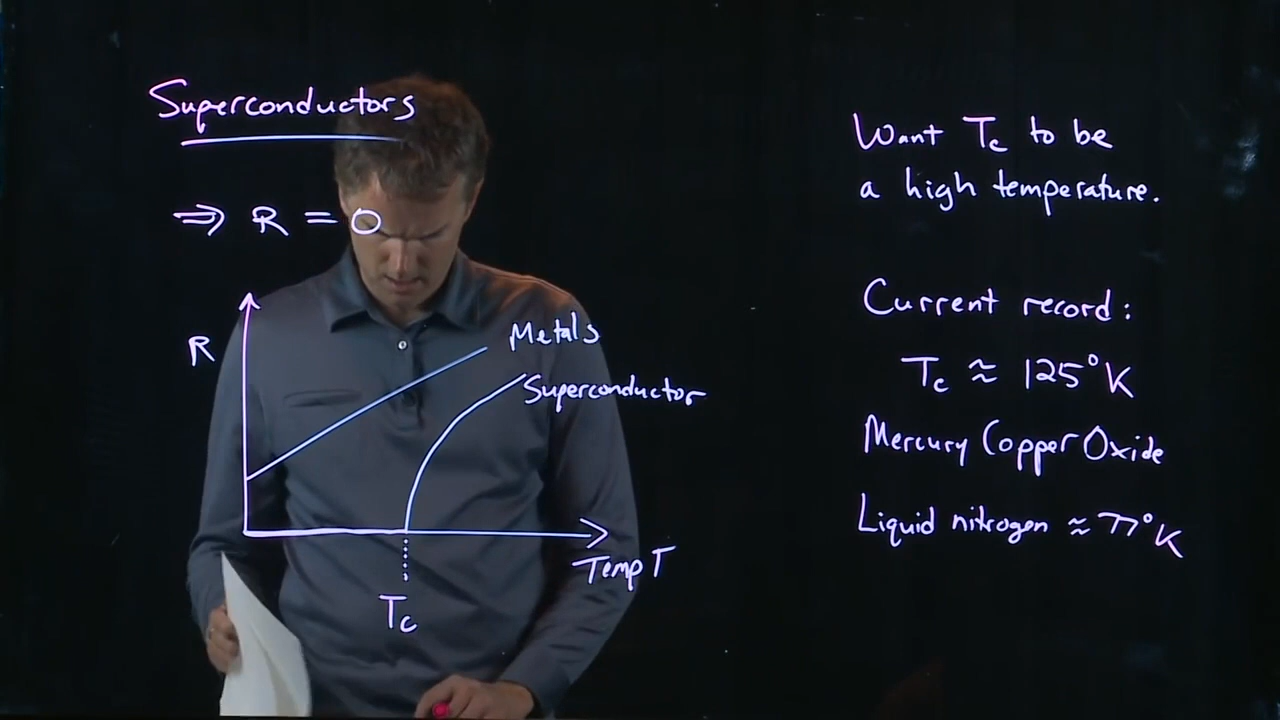 Superconductors
⇒ R = 0
R
Metals
Superconductor
Temp T
Tc
Want Tc to be
a high temperature.
Current record:
Tc ≈ 125°K
Mercury Copper Oxide
Liquid nitrogen ≈ 77°K